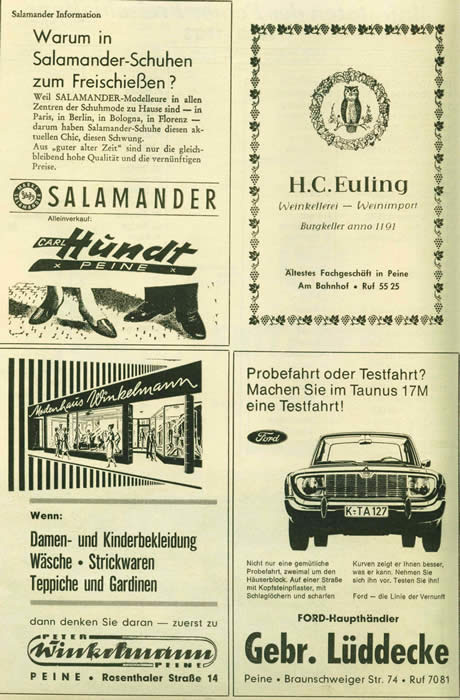 Salamander Information
Warum in
Salamander-Schuhen
zum Freischießen?
Weil SALAMANDER-Modelleure in allen
Zentren der Schuhmode zu Hause sind — in
Paris, in Berlin, in Bologna, in Florenz —
darum haben Salamander-Schuhe diesen ak-
tuellen Chic, diesen Schwung.
Aus „guter alter Zeit" sind nur die gleich-
bleibend hohe Qualität und die vernünftigen
Preise.
SALAMANDER
Alleinverkauf:
CARL
Hundt
PEINE
H.C.Euling
Weinkellerei — Weinimport
Burgkeller anno 1191
Ältestes Fachgeschäft in Peine
Am Bahnhof • Ruf 55 25
Modenhaus Winkelmann
Wenn:
Damen- und Kinderbekleidung
Wäsche • Strickwaren
Teppiche und Gardinen
dann denken Sie daran — zuerst zu
PETER
Winkelmann
PEINE
PEINE • Rosenthaler Straße 14
Probefahrt oder Testfahrt?
Machen Sie im Taunus 17M
eine Testfahrt!
Ford
K-TA 127
Nicht nur eine gemütliche
Probefahrt, zweimal um den
Häuserblock. Auf einer Straße
mit Kopfsteinpflaster, mit
Schlaglöchern und scharfen
Kurven zeigt er Ihnen besser,
was er kann. Nehmen Sie
sich ihn vor. Testen Sie ihn!
Ford — die Linie der Vernunft
FORD-Haupthändler
Gebr. Lüddecke
Peine • Braunschweiger Str. 74 • Ruf 70 81